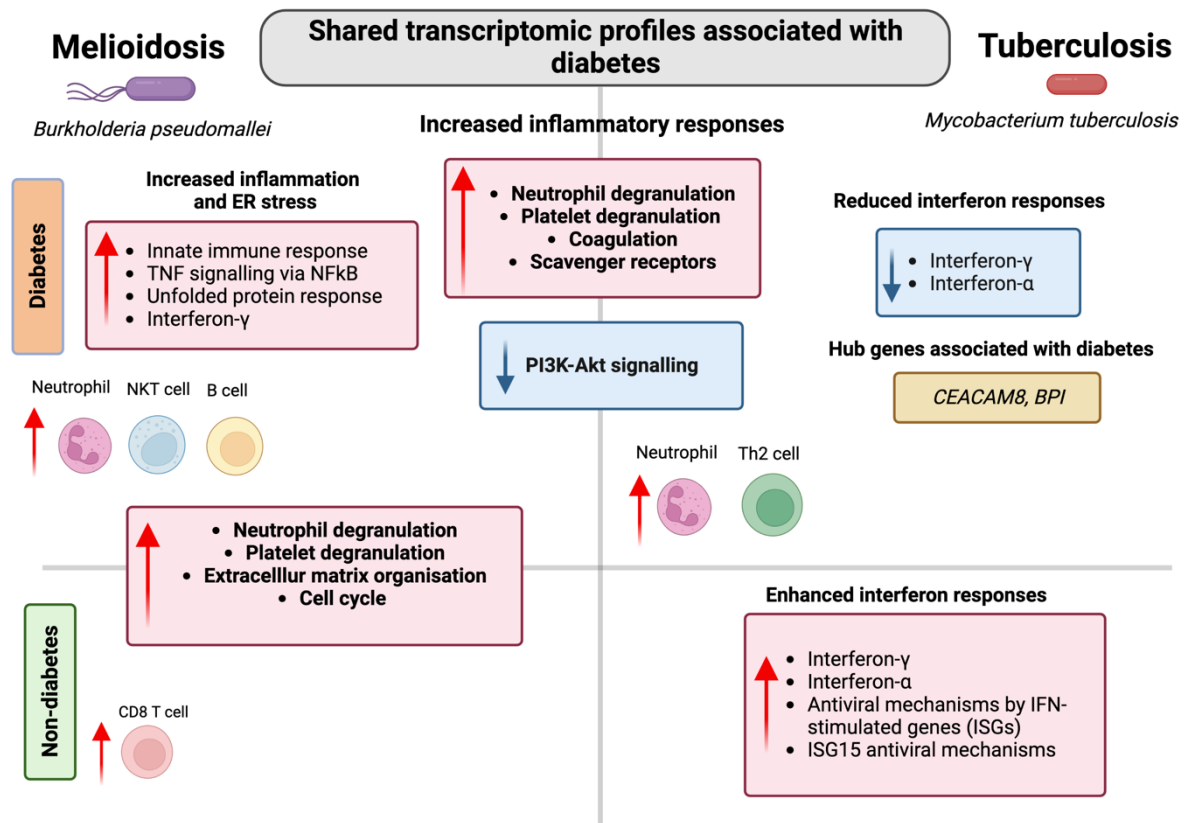 Melioidosis
Shared transcriptomic profiles associated with
diabetes
Tuberculosis
Burkholderia pseudomallei
Mycobacterium tuberculosis
Increased inflammatory responses
• Neutrophil degranulation
• Platelet degranulation
• Coagulation
• Scavenger receptors
PI3K-Akt signalling
Diabetes
Increased inflammation
and ER stress
• Innate immune response
• TNF signalling via NFkB
• Unfolded protein response
• Interferon-γ
Neutrophil
NKT cell
B cell
Reduced interferon responses
• Interferon-γ
• Interferon-α
Hub genes associated with diabetes
CEACAM8, BPI
Neutrophil
Th2 cell
• Neutrophil degranulation
• Platelet degranulation
• Extracelllur matrix organisation
• Cell cycle
Non-diabetes
CD8 T cell
Enhanced interferon responses
• Interferon-γ
• Interferon-α
• Antiviral mechanisms by IFN-
stimulated genes (ISGs)
• ISG15 antiviral mechanisms